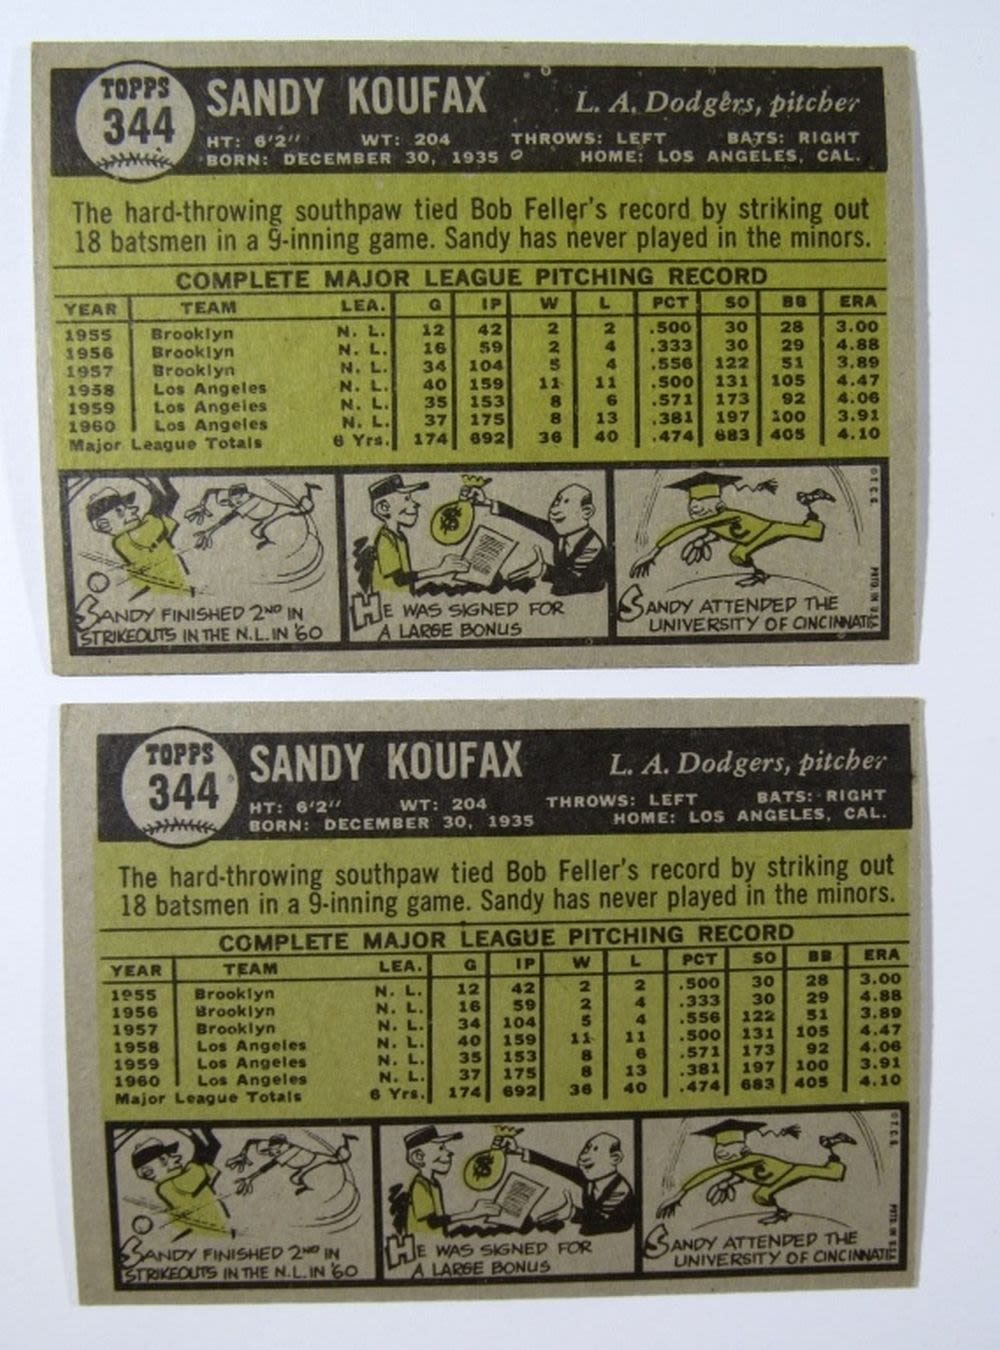 TOPPS
344
SANDY KOUFAX
L. A. Dodgers, pitcher
HT: 6'2" WT: 204 THROWS: LEFT BATS: RIGHT
BORN: DECEMBER 30, 1935 HOME: LOS ANGELES, CAL.
The hard-throwing southpaw tied Bob Feller's record by striking out
18 batsmen in a 9-inning game. Sandy has never played in the minors.
COMPLETE MAJOR LEAGUE PITCHING RECORD
YEAR TEAM LEA. G IP W L PCT SO BB ERA
1955 Brooklyn N. L. 12 42 2 2 .500 30 28 3.00
1956 Brooklyn N. L. 16 59 2 4 .333 30 29 4.88
1957 Brooklyn N. L. 34 104 5 4 .556 122 51 3.89
1958 Los Angeles N. L. 40 159 11 11 .500 131 105 4.47
1959 Los Angeles N. L. 35 153 8 6 .571 173 92 4.06
1960 Los Angeles N. L. 37 175 8 13 .381 197 100 3.91
Major League Totals 6 Yrs. 174 692 36 40 .474 683 405 4.10
SANDY FINISHED 2ND IN
STRIKEOUTS IN THE N.L. IN '60
HE WAS SIGNED FOR
A LARGE BONUS
SANDY ATTENDED THE
UNIVERSITY OF CINCINNATI
© T.C.G.
PRTD. IN U.S.
TOPPS
344
SANDY KOUFAX
L. A. Dodgers, pitcher
HT: 6'2" WT: 204 THROWS: LEFT BATS: RIGHT
BORN: DECEMBER 30, 1935 HOME: LOS ANGELES, CAL.
The hard-throwing southpaw tied Bob Feller's record by striking out
18 batsmen in a 9-inning game. Sandy has never played in the minors.
COMPLETE MAJOR LEAGUE PITCHING RECORD
YEAR TEAM LEA. G IP W L PCT SO BB ERA
1955 Brooklyn N. L. 12 42 2 2 .500 30 28 3.00
1956 Brooklyn N. L. 16 59 2 4 .333 30 29 4.88
1957 Brooklyn N. L. 34 104 5 4 .556 122 51 3.89
1958 Los Angeles N. L. 40 159 11 11 .500 131 105 4.47
1959 Los Angeles N. L. 35 153 8 6 .571 173 92 4.06
1960 Los Angeles N. L. 37 175 8 13 .381 197 100 3.91
Major League Totals 6 Yrs. 174 692 36 40 .474 683 405 4.10
SANDY FINISHED 2ND IN
STRIKEOUTS IN THE N.L. IN '60
HE WAS SIGNED FOR
A LARGE BONUS
SANDY ATTENDED THE
UNIVERSITY OF CINCINNATI
© T.C.G.
PRTD. IN U.S.